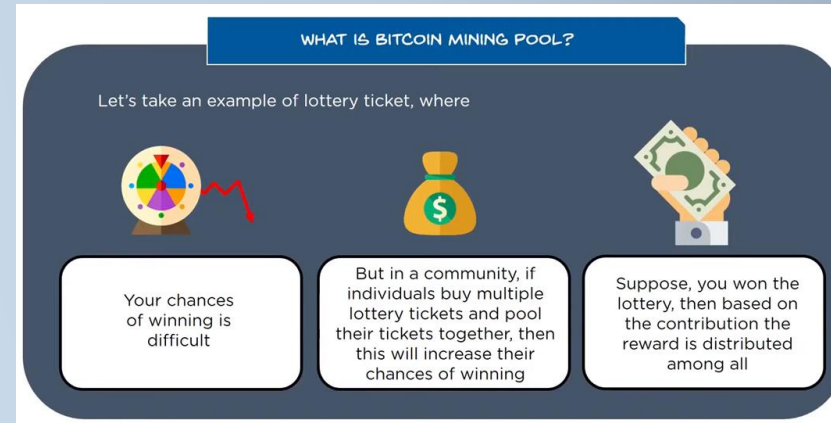 WHAT IS BITCOIN MINING POOL?
Let's take an example of lottery ticket, where
$
Your chances
of winning is
difficult
But in a community, if
individuals buy multiple
lottery tickets and pool
their tickets together, then
this will increase their
chances of winning
Suppose, you won the
lottery, then based on
the contribution the
reward is distributed
among all